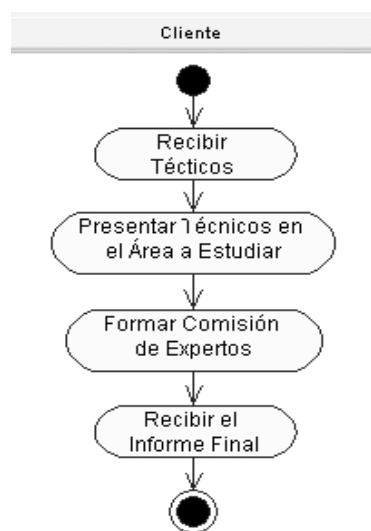 Cliente
Recibir
Técticos
Presentar Técnicos en
el Área a Estudiar
Formar Comisión
de Expertos
Recibir el
Informe Final